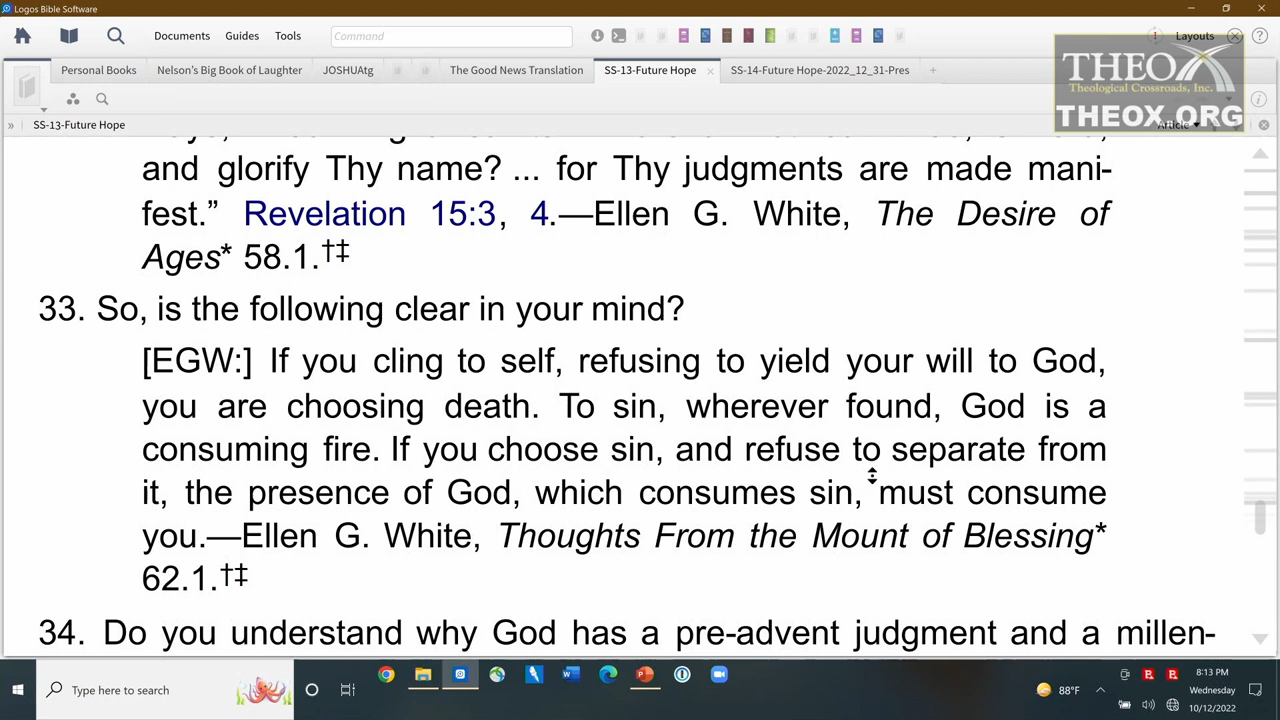 Logos Bible Software
Documents Guides Tools Command Layouts
THEOX
Theological Crossroads, Inc.
THEOX.ORG
Personal Books Nelson's Big Book of Laughter JOSHUAtg The Good News Translation SS-13-Future Hope SS-14-Future Hope-2022_12_31-Pres
SS-13-Future Hope Article
and glorify Thy name? ... for Thy judgments are made mani-
fest.” Revelation 15:3, 4.—Ellen G. White, The Desire of
Ages* 58.1.†‡
33. So, is the following clear in your mind?
[EGW:] If you cling to self, refusing to yield your will to God,
you are choosing death. To sin, wherever found, God is a
consuming fire. If you choose sin, and refuse to separate from
it, the presence of God, which consumes sin, must consume
you.—Ellen G. White, Thoughts From the Mount of Blessing*
62.1.†‡
34. Do you understand why God has a pre-advent judgment and a millen-
Type here to search
88°F
8:13 PM
Wednesday
10/12/2022